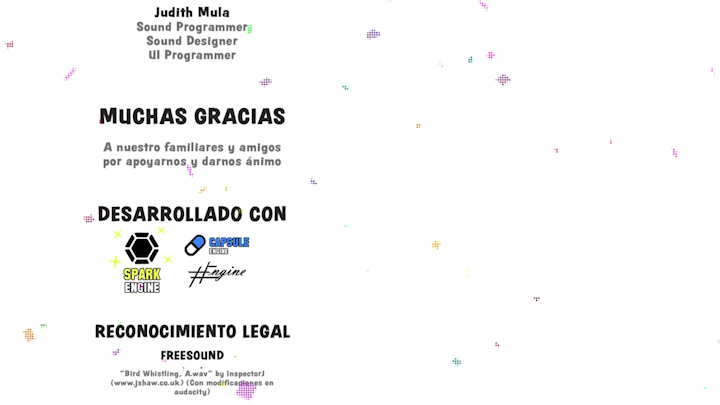 Judith Mula
Sound Programmer
Sound Designer
UI Programmer
MUCHAS GRACIAS
A nuestro familiares y amigos
por apoyarnos y darnos ánimo
DESARROLLADO CON
SPARK
ENGINE
CAPSULE
ENGINE
#Engine
RECONOCIMIENTO LEGAL
FREESOUND
"Bird Whistling, A.wav" by InspectorJ
(www.jshaw.co.uk) (Con modificaciones en
audacity)